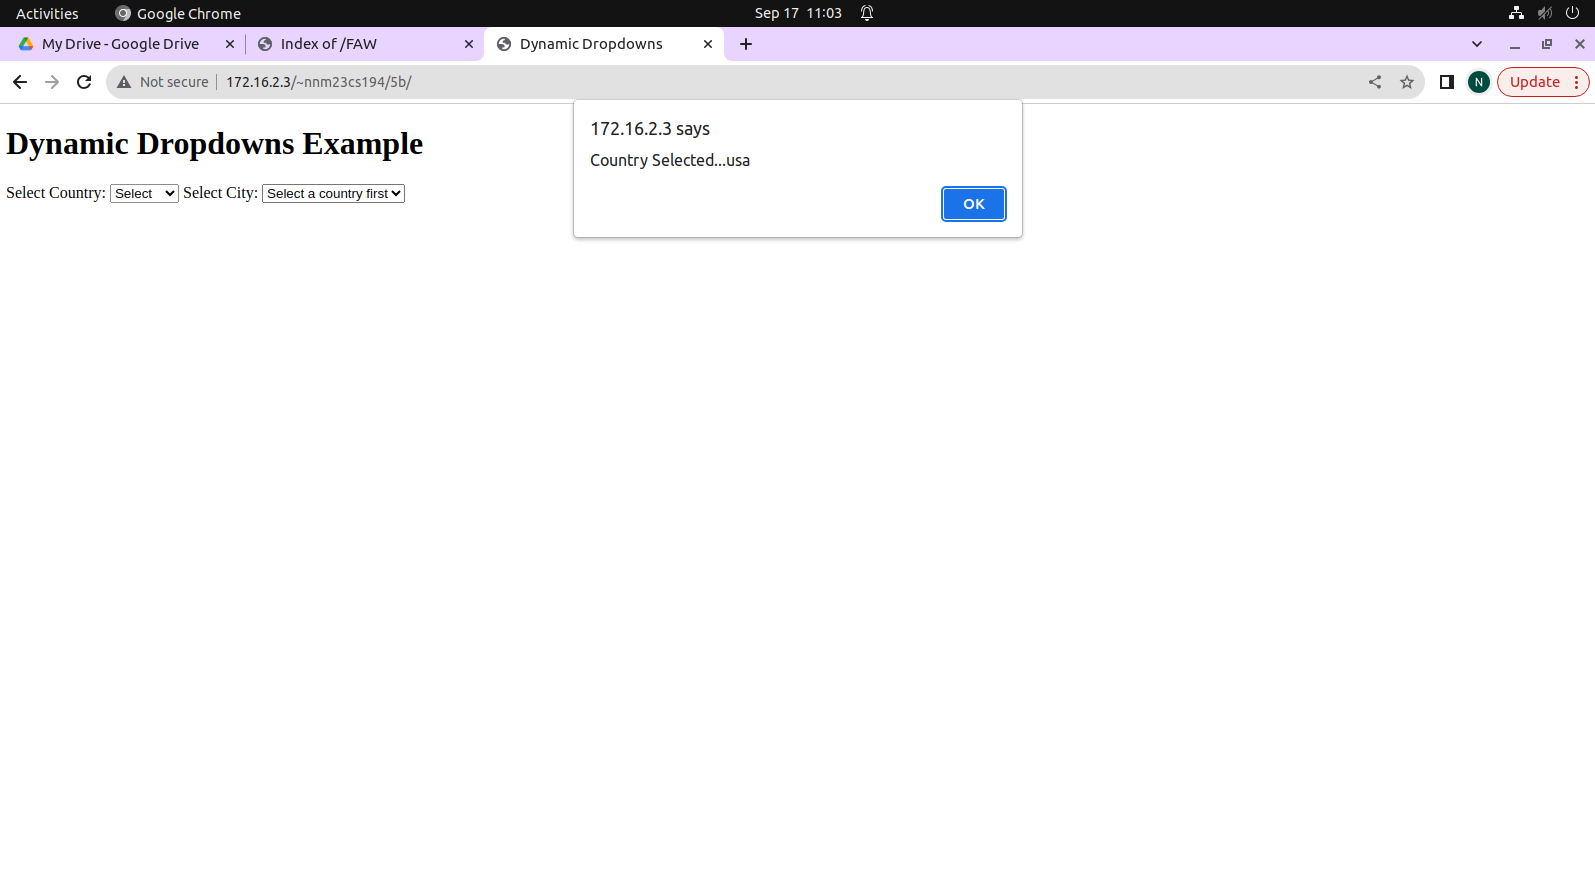 Activities Google Chrome Sep 17 11:03
My Drive - Google Drive Index of /FAW Dynamic Dropdowns
Not secure 172.16.2.3/~nnm23cs194/5b/ N Update
172.16.2.3 says
Country Selected...usa
OK
Dynamic Dropdowns Example
Select Country: Select Select City: Select a country first